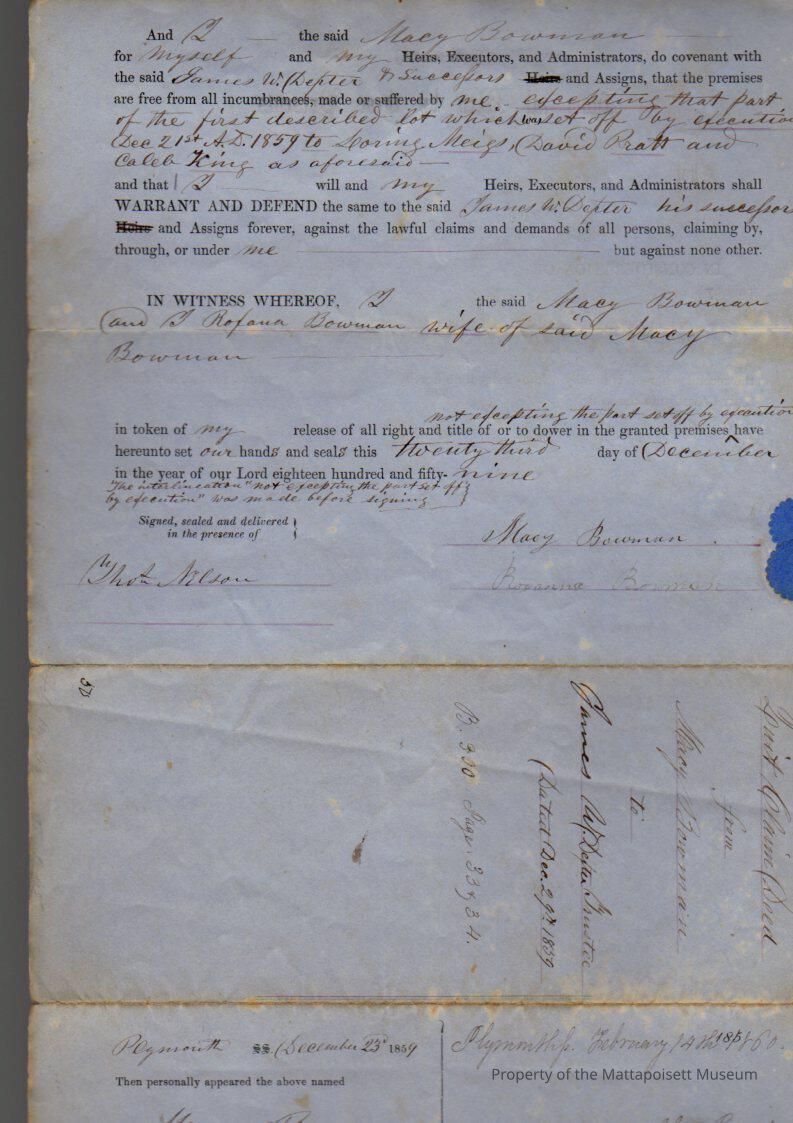 And I the said Macy Bowman
for myself and my Heirs, Executors, and Administrators, do covenant with
the said James W. Dexter & Successors Heirs and Assigns, that the premises
are free from all incumbrances, made or suffered by me. excepting that part
of the first described lot which was set off by execution
Dec 21st A.D. 1859 to Loring Meigs, David Pratt and
Caleb King as aforesaid
and that I will and my Heirs, Executors, and Administrators shall
WARRANT AND DEFEND the same to the said James W. Dexter his successors
Heirs and Assigns forever, against the lawful claims and demands of all persons, claiming by,
through, or under me but against none other.
IN WITNESS WHEREOF, I the said Macy Bowman
and I Roxana Bowman wife of said Macy
Bowman
not excepting the part set off by execution
in token of my release of all right and title of or to dower in the granted premises have
hereunto set our hands and seals this twenty third day of December
in the year of our Lord eighteen hundred and fifty-nine
"The interlineation "not excepting the part set off
by execution" was made before signing
Signed, sealed and delivered
in the presence of
Macy Bowman
Thos. Nelson
Roxanna Bowman
Quit Claim Deed
from
Macy Bowman
to
James W. Dexter Trustee
(Dated Dec. 29. 1859
B. 300 Page 33 & 34.
Plymouth SS. December 23d 1859
Plymouth ss. February 14th 1860.
Then personally appeared the above named
Property of the Mattapoisett Museum